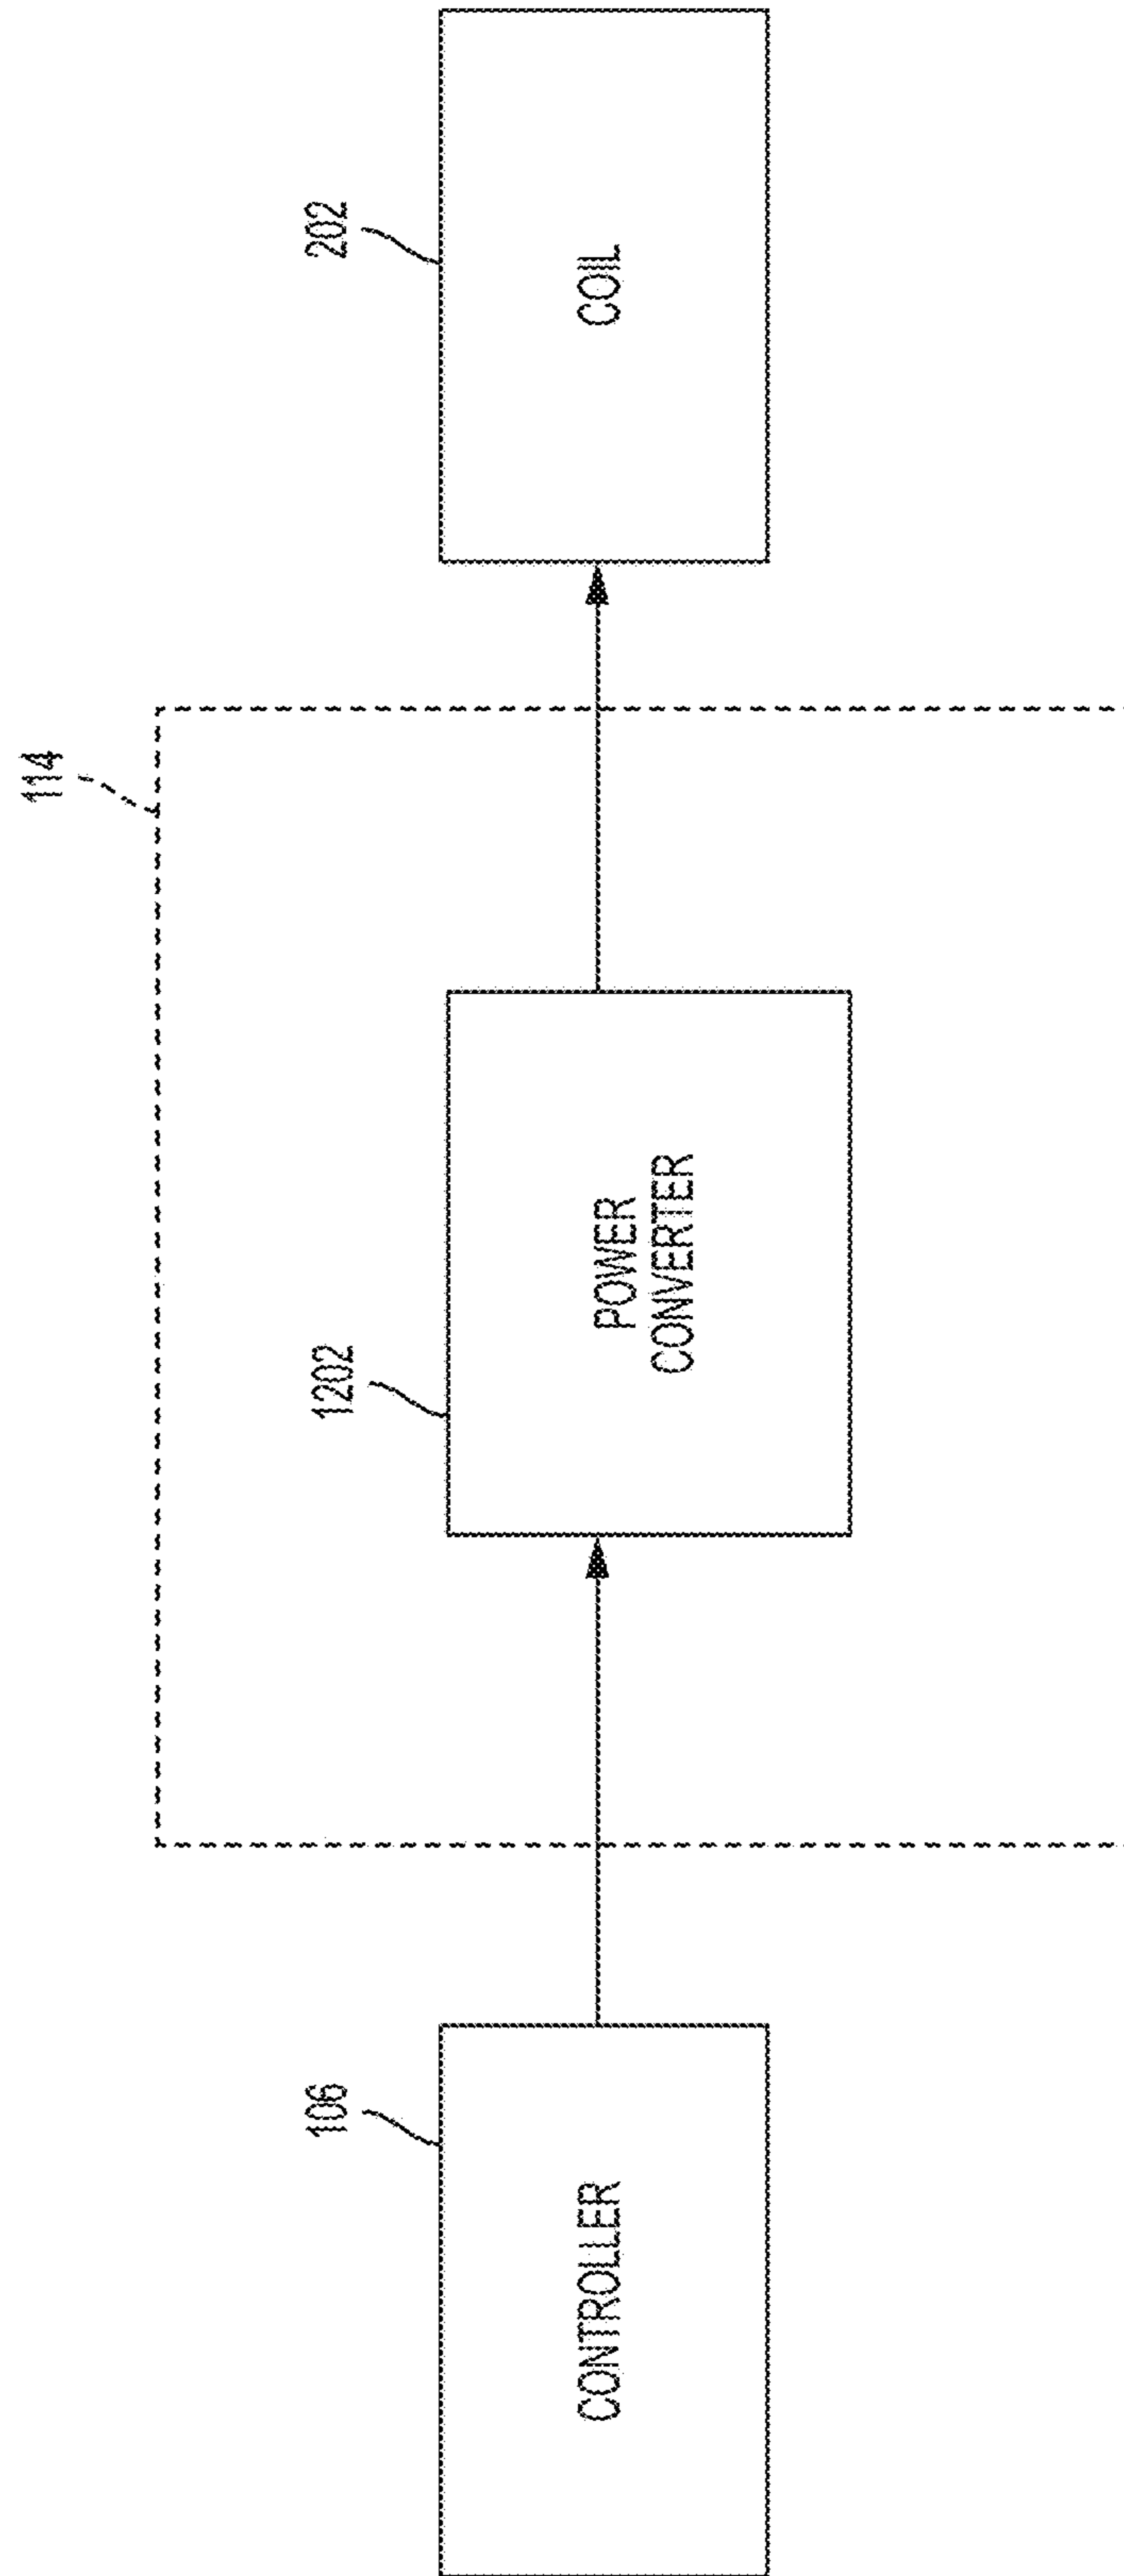 114
106
CONTROLLER
1202
POWER
CONVERTER
202
COIL